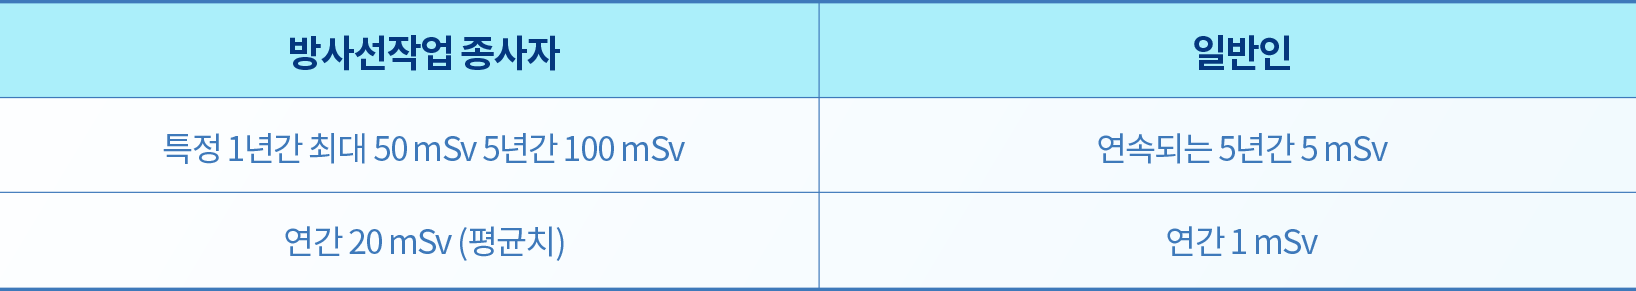 방사선작업 종사자
일반인
특정 1년간 최대 50 mSv 5년간 100 mSv
연속되는 5년간 5 mSv
연간 20 mSv (평균치)
연간 1 mSv